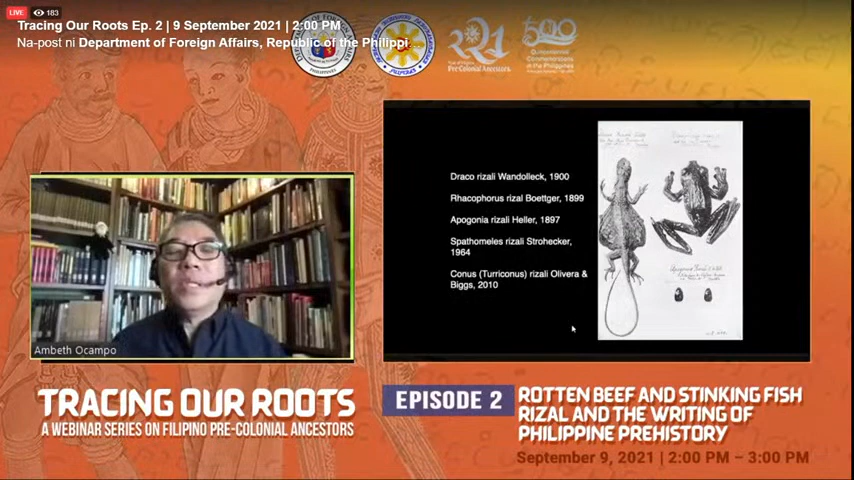 LIVE 183
Tracing Our Roots Ep. 2 | 9 September 2021 | 2:00 PM
Na-post ni Department of Foreign Affairs, Republic of the Philippi...
Pre-Colonial Ancestors
500
Draco rizali Wandolleck, 1900
Rhacophorus rizal Boettger, 1899
Apogonia rizali Heller, 1897
Spathomeles rizali Strohecker,
1964
Conus (Turriconus) rizali Olivera &
Biggs, 2010
Ambeth Ocampo
TRACING OUR ROOTS
A WEBINAR SERIES ON FILIPINO PRE-COLONIAL ANCESTORS
EPISODE 2
ROTTEN BEEF AND STINKING FISH
RIZAL AND THE WRITING OF
PHILIPPINE PREHISTORY
September 9, 2021 | 2:00 PM – 3:00 PM